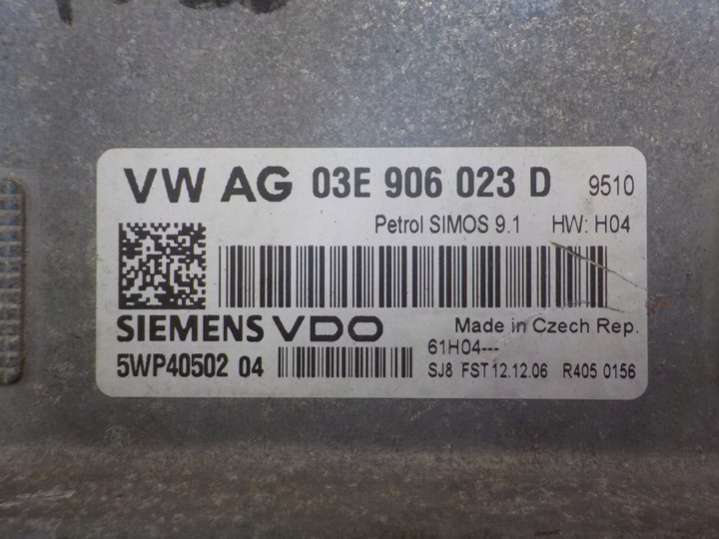 VW AG 03E 906 023 D 9510
Petrol SIMOS 9.1 HW: H04
SIEMENS VDO Made in Czech Rep.
61H04---
5WP40502 04 SJ8 FST 12.12.06 R405 0156